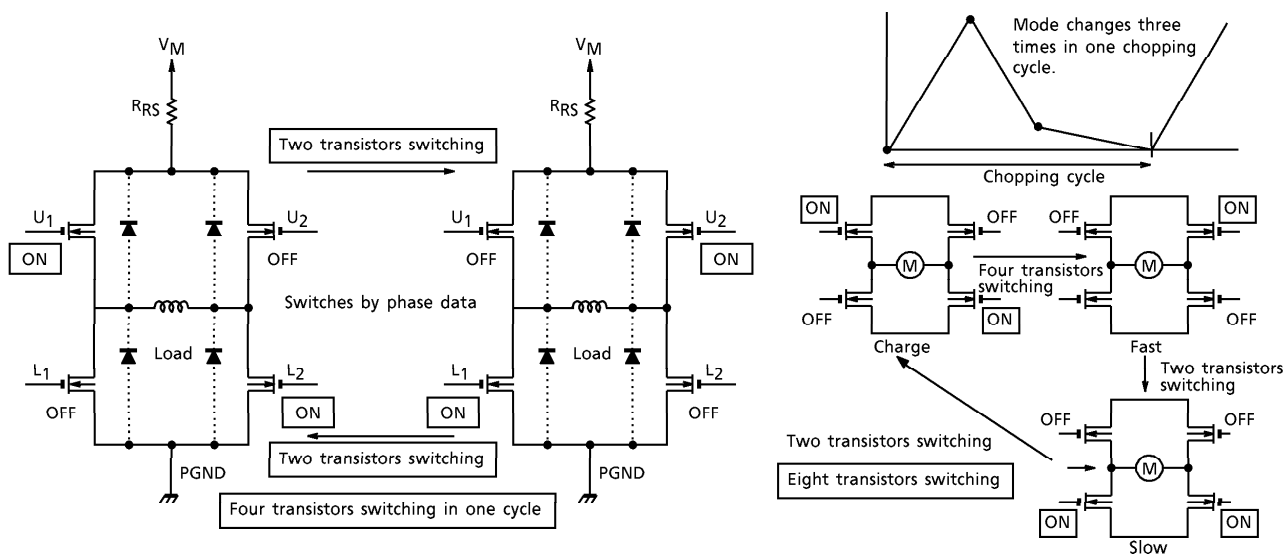 VM
RRS
Two transistors switching
U1
ON
U2
OFF
Switches by phase data
Load
L1
OFF
L2
ON
PGND
Two transistors switching
Four transistors switching in one cycle
VM
RRS
U1
OFF
U2
ON
Load
L1
ON
L2
OFF
PGND
Mode changes three
times in one chopping
cycle.
Chopping cycle
ON
OFF
M
OFF
ON
Charge
Four transistors
switching
OFF
ON
M
OFF
Fast
Two transistors
switching
OFF
OFF
M
ON
ON
Slow
Two transistors switching
Eight transistors switching